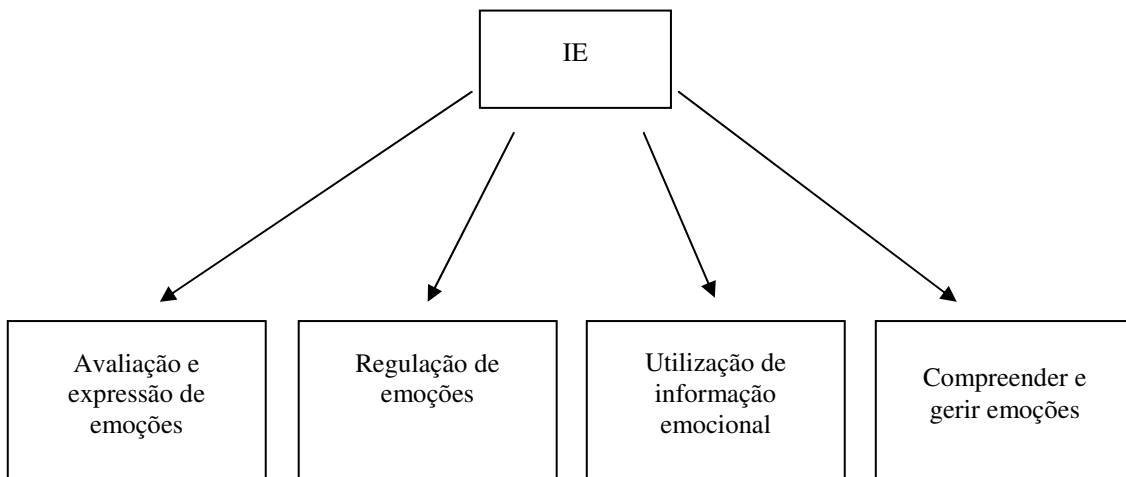 IE
Avaliação e
expressão de
emoções
Regulação de
emoções
Utilização de
informação
emocional
Compreender e
gerir emoções